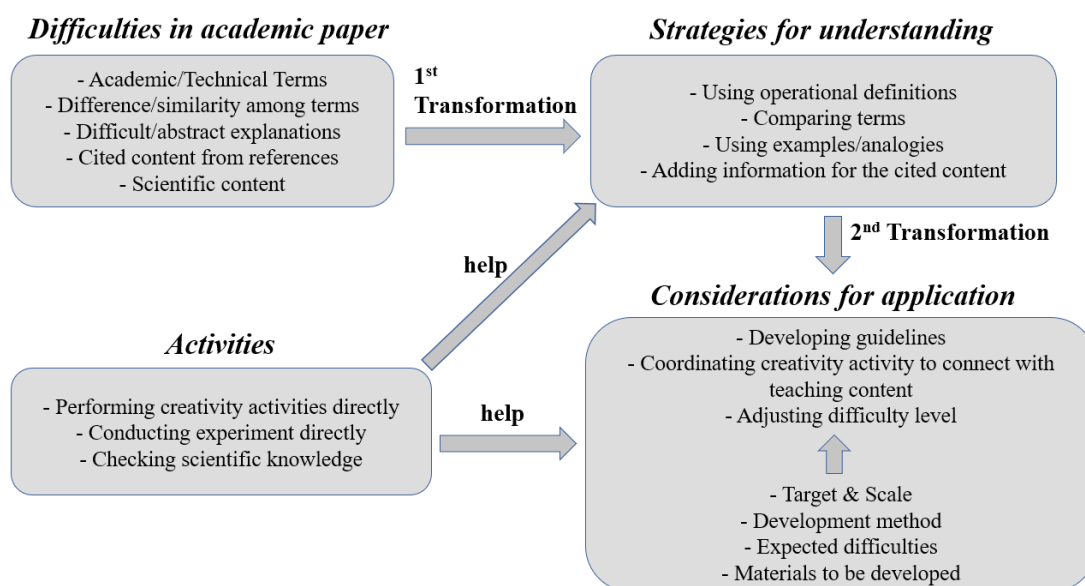 Difficulties in academic paper
- Academic/Technical Terms
- Difference/similarity among terms
- Difficult/abstract explanations
- Cited content from references
- Scientific content
1st
Transformation
Strategies for understanding
- Using operational definitions
- Comparing terms
- Using examples/analogies
- Adding information for the cited content
2nd Transformation
help
Activities
- Performing creativity activities directly
- Conducting experiment directly
- Checking scientific knowledge
help
Considerations for application
- Developing guidelines
- Coordinating creativity activity to connect with
teaching content
- Adjusting difficulty level
- Target & Scale
- Development method
- Expected difficulties
- Materials to be developed